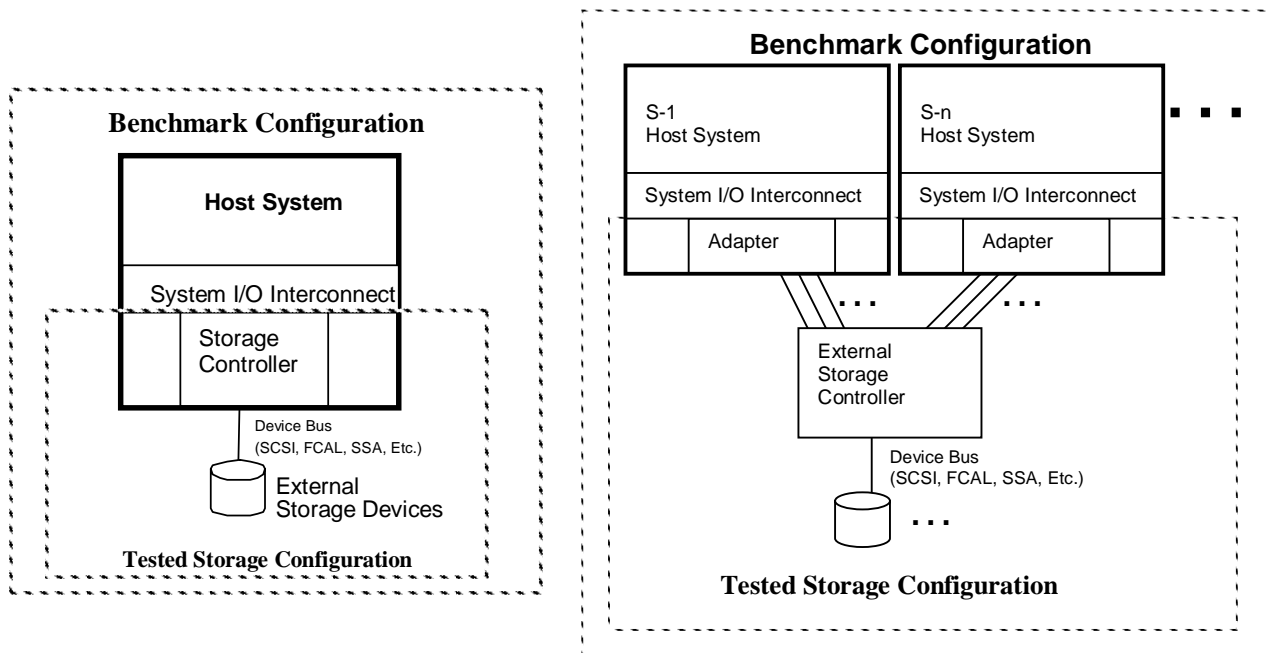 Benchmark Configuration
Host System
System I/O Interconnect
Storage
Controller
Device Bus
(SCSI, FCAL, SSA, Etc.)
External
Storage Devices
Tested Storage Configuration
Benchmark Configuration
S-1
Host System
System I/O Interconnect
Adapter
S-n
Host System
System I/O Interconnect
Adapter
. . .
. . .
. . .
External
Storage
Controller
Device Bus
(SCSI, FCAL, SSA, Etc.)
. . .
Tested Storage Configuration